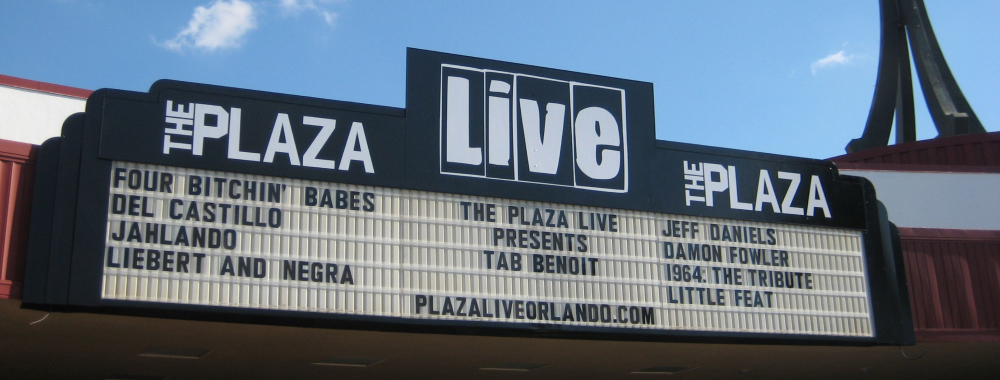 THE PLAZA
Live
THE PLAZA
FOUR BITCHIN' BABES
DEL CASTILLO
JAHLANDO
LIEBERT AND NEGRA
THE PLAZA LIVE
PRESENTS
TAB BENOIT
PLAZALIVEORLANDO.COM
JEFF DANIELS
DAMON FOWLER
1964: THE TRIBUTE
LITTLE FEAT